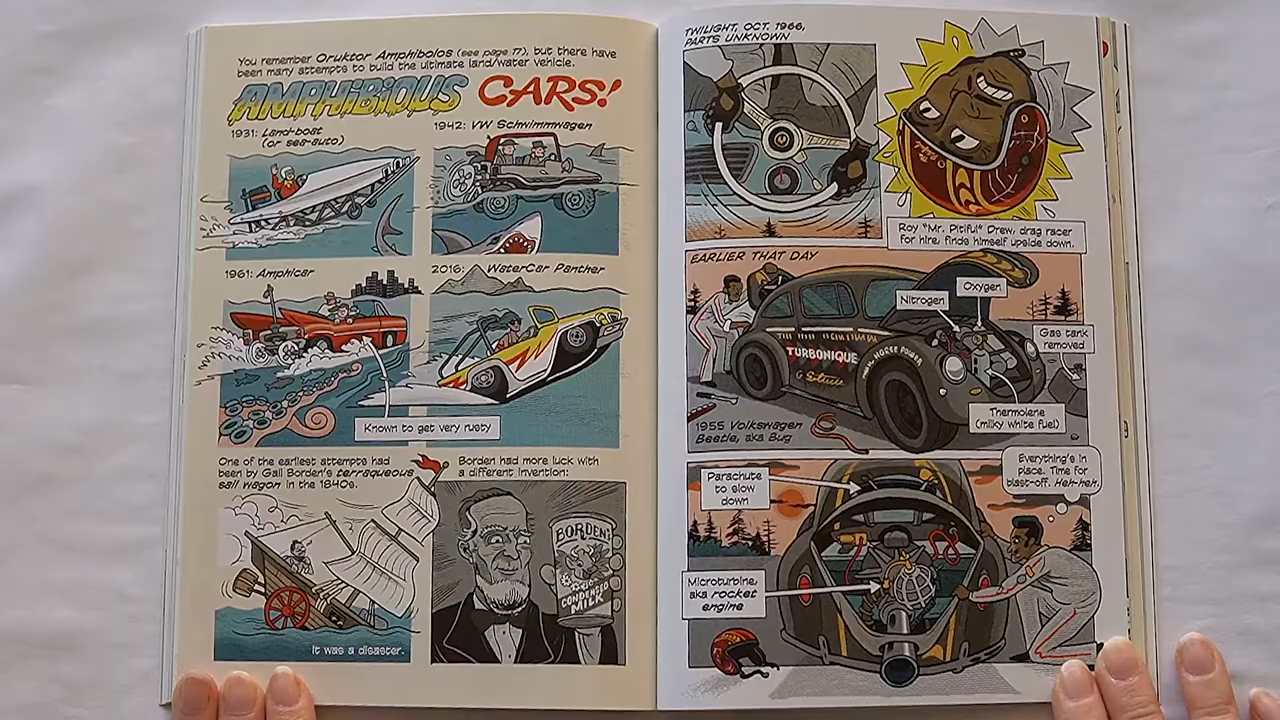 You remember Oruktor Amphibolos (see page 17), but there have
been many attempts to build the ultimate land/water vehicle.
AMPHIBIOUS CARS!
1931: Land-boat
(or sea-auto)
1942: VW Schwimmwagen
1961: Amphicar
2016: WaterCar Panther
Known to get very rusty
One of the earliest attempts had
been by Gail Borden's terraqueous
sail wagon in the 1840s.
It was a disaster.
Borden had more luck with
a different invention:
BORDEN'S
CONDENSED
MILK
TWILIGHT, OCT. 1966,
PARTS UNKNOWN
Roy "Mr. Pitiful" Drew, drag racer
for hire, finds himself upside down.
EARLIER THAT DAY
Nitrogen
Oxygen
Gas tank
removed
TURBONIQUE
HORSE POWER
Thermolene
(milky white fuel)
1955 Volkswagen
Beetle, aka Bug
Parachute
to slow
down
Everything's in
place. Time for
blast-off. Heh-heh.
Microturbine,
aka rocket
engine